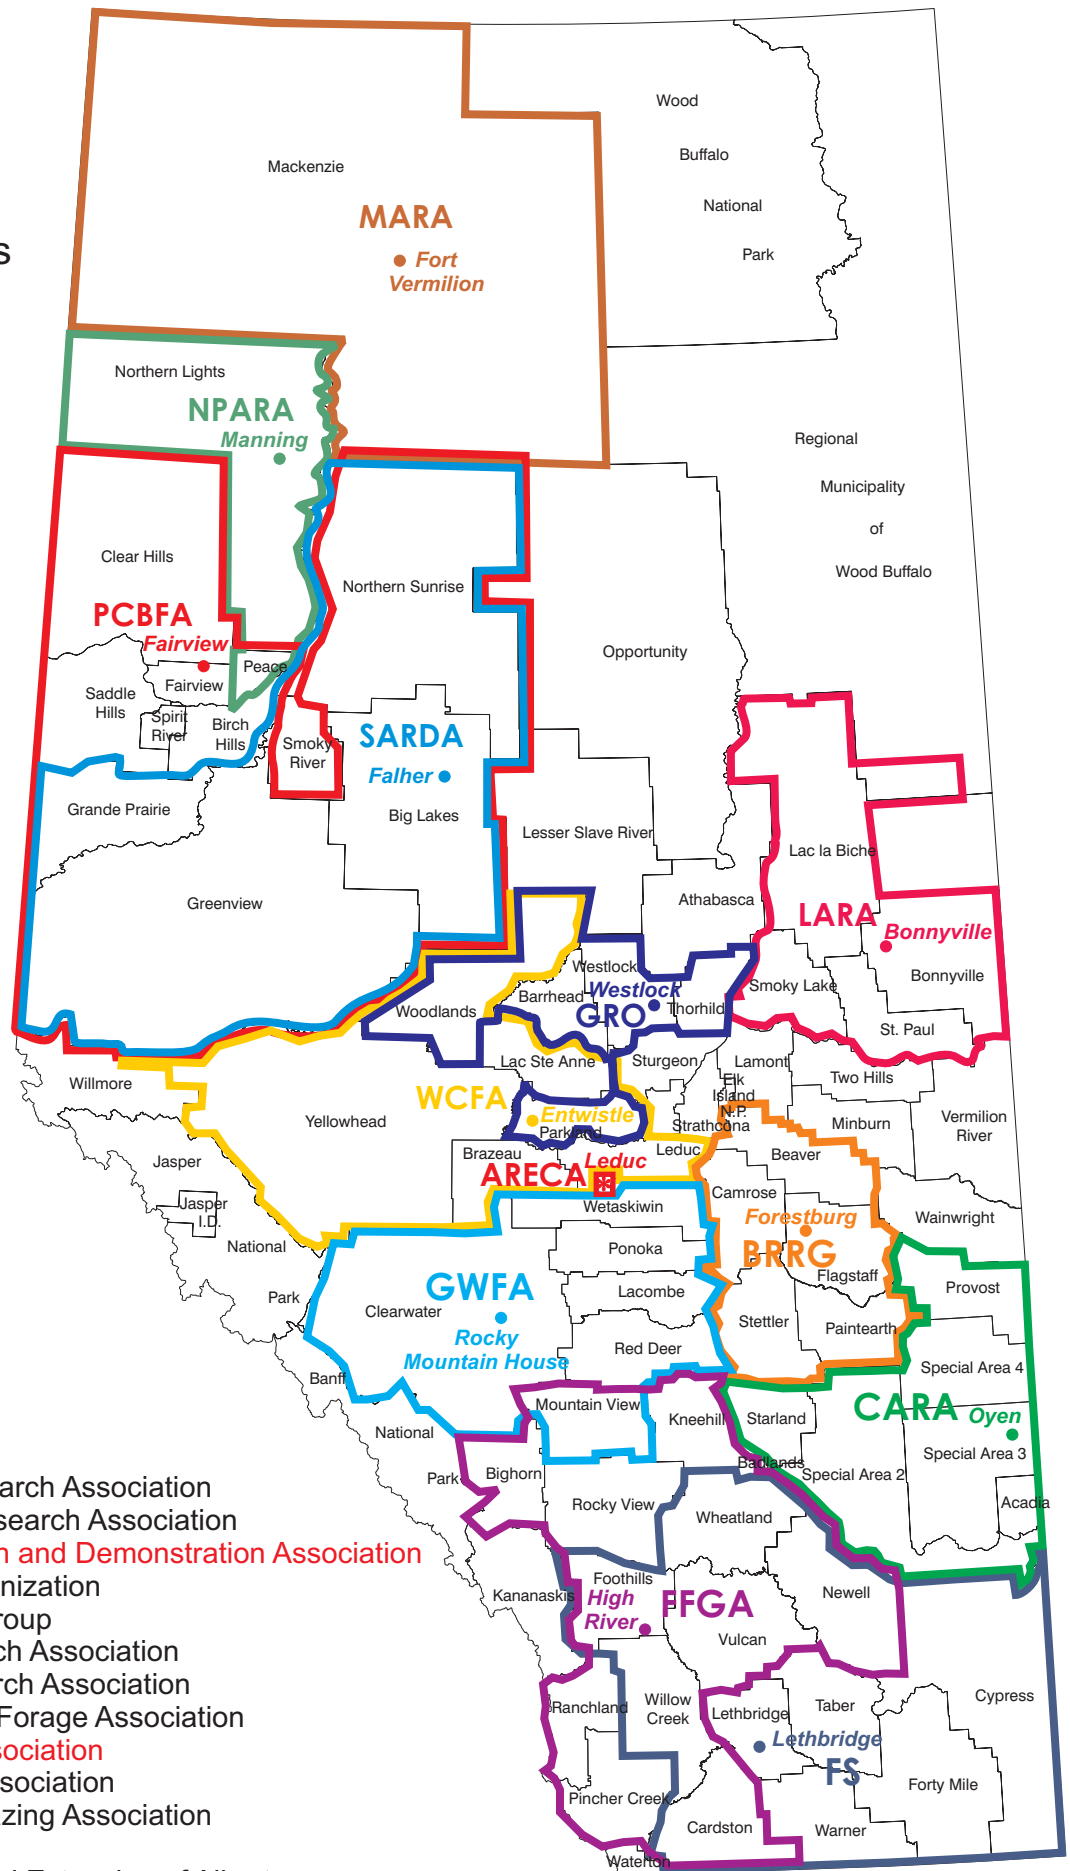 Wood
Buffalo
National
Park
Mackenzie
MARA
Fort
Vermilion
s
Northern Lights
NPARA
Manning
Regional
Municipality
of
Wood Buffalo
Clear Hills
Northern Sunrise
PCBFA
Fairview
Peace
Fairview
Opportunity
Saddle
Hills
Spirit
River
Birch
Hills
Smoky
River
SARDA
Falher
Grande Prairie
Big Lakes
Lesser Slave River
Lac la Biche
Greenview
Athabasca
LARA
Bonnyville
Westlock
Bonnyville
Barrhead
Westlock
Smoky Lake
Woodlands
GRO
Thorhild
St. Paul
Lac Ste Anne
Sturgeon
Lamont
Willmore
Elk
Island
N.P.
Two Hills
WCFA
Entwistle
Yellowhead
Parkland
Strathcona
Minburn
Vermilion
River
Brazeau
Leduc
Beaver
Jasper
ARECA
Leduc
Camrose
Jasper
I.D.
Wetaskiwin
Forestburg
Wainwright
National
Ponoka
BRRG
Park
GWFA
Flagstaff
Provost
Clearwater
Lacombe
Rocky
Mountain House
Stettler
Paintearth
Red Deer
Special Area 4
Banff
Mountain View
CARA
Oyen
National
Kneehill
Starland
Park
Bighorn
Badlands
Special Area 2
Special Area 3
Rocky View
Wheatland
Acadia
arch Association
search Association
n and Demonstration Association
nization
roup
ch Association
rch Association
Forage Association
sociation
ssociation
zing Association
Kananaskis
Foothills
High
River
FFGA
Newell
Vulcan
Ranchland
Willow
Creek
Lethbridge
Taber
Cypress
Lethbridge
FS
Forty Mile
Pincher Creek
Cardston
Warner
Waterton